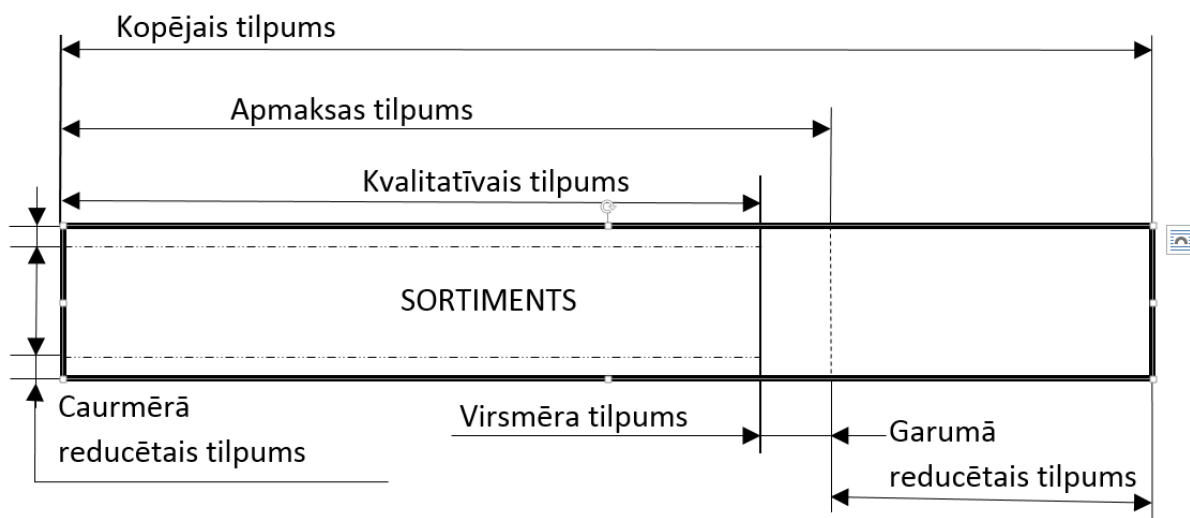 Kopējais tilpums
Apmaksas tilpums
Kvalitatīvais tilpums
SORTIMENTS
Caurmērā
reducētais tilpums
Virsmēra tilpums
Garumā
reducētais tilpums